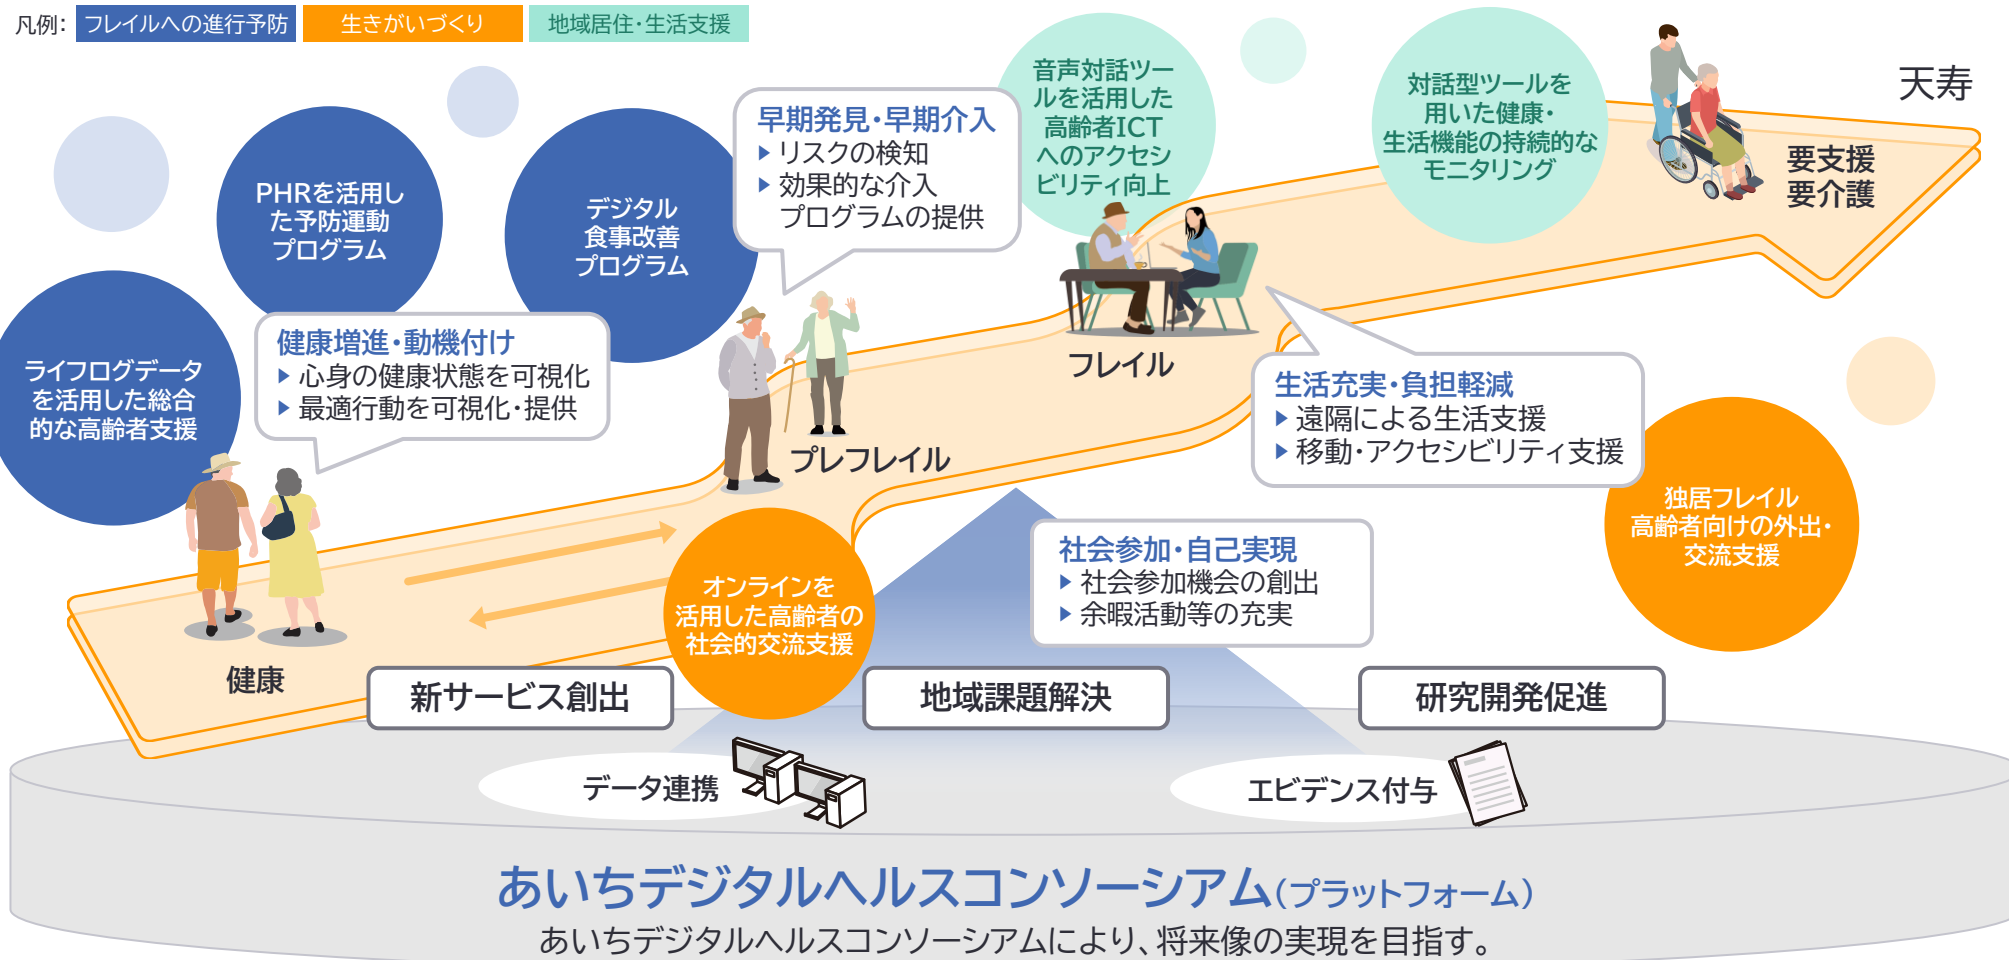 凡例：
フレイルへの進行予防
生きがいづくり
地域居住・生活支援
ライフログデータ
を活用した総合
的な高齢者支援
PHRを活用し
た予防運動
プログラム
デジタル
食事改善
プログラム
音声対話ツー
ルを活用した
高齢者ICT
へのアクセシ
ビリティ向上
対話型ツールを
用いた健康・
生活機能の持続的な
モニタリング
天寿
要支援
要介護
早期発見・早期介入
▶ リスクの検知
▶ 効果的な介入
プログラムの提供
健康増進・動機付け
▶ 心身の健康状態を可視化
▶ 最適行動を可視化・提供
フレイル
生活充実・負担軽減
▶ 遠隔による生活支援
▶ 移動・アクセシビリティ支援
プレフレイル
独居フレイル
高齢者向けの外出・
交流支援
社会参加・自己実現
▶ 社会参加機会の創出
▶ 余暇活動等の充実
オンラインを
活用した高齢者の
社会的交流支援
健康
新サービス創出
地域課題解決
研究開発促進
データ連携
エビデンス付与
あいちデジタルヘルスコンソーシアム（プラットフォーム）
あいちデジタルヘルスコンソーシアムにより、将来像の実現を目指す。